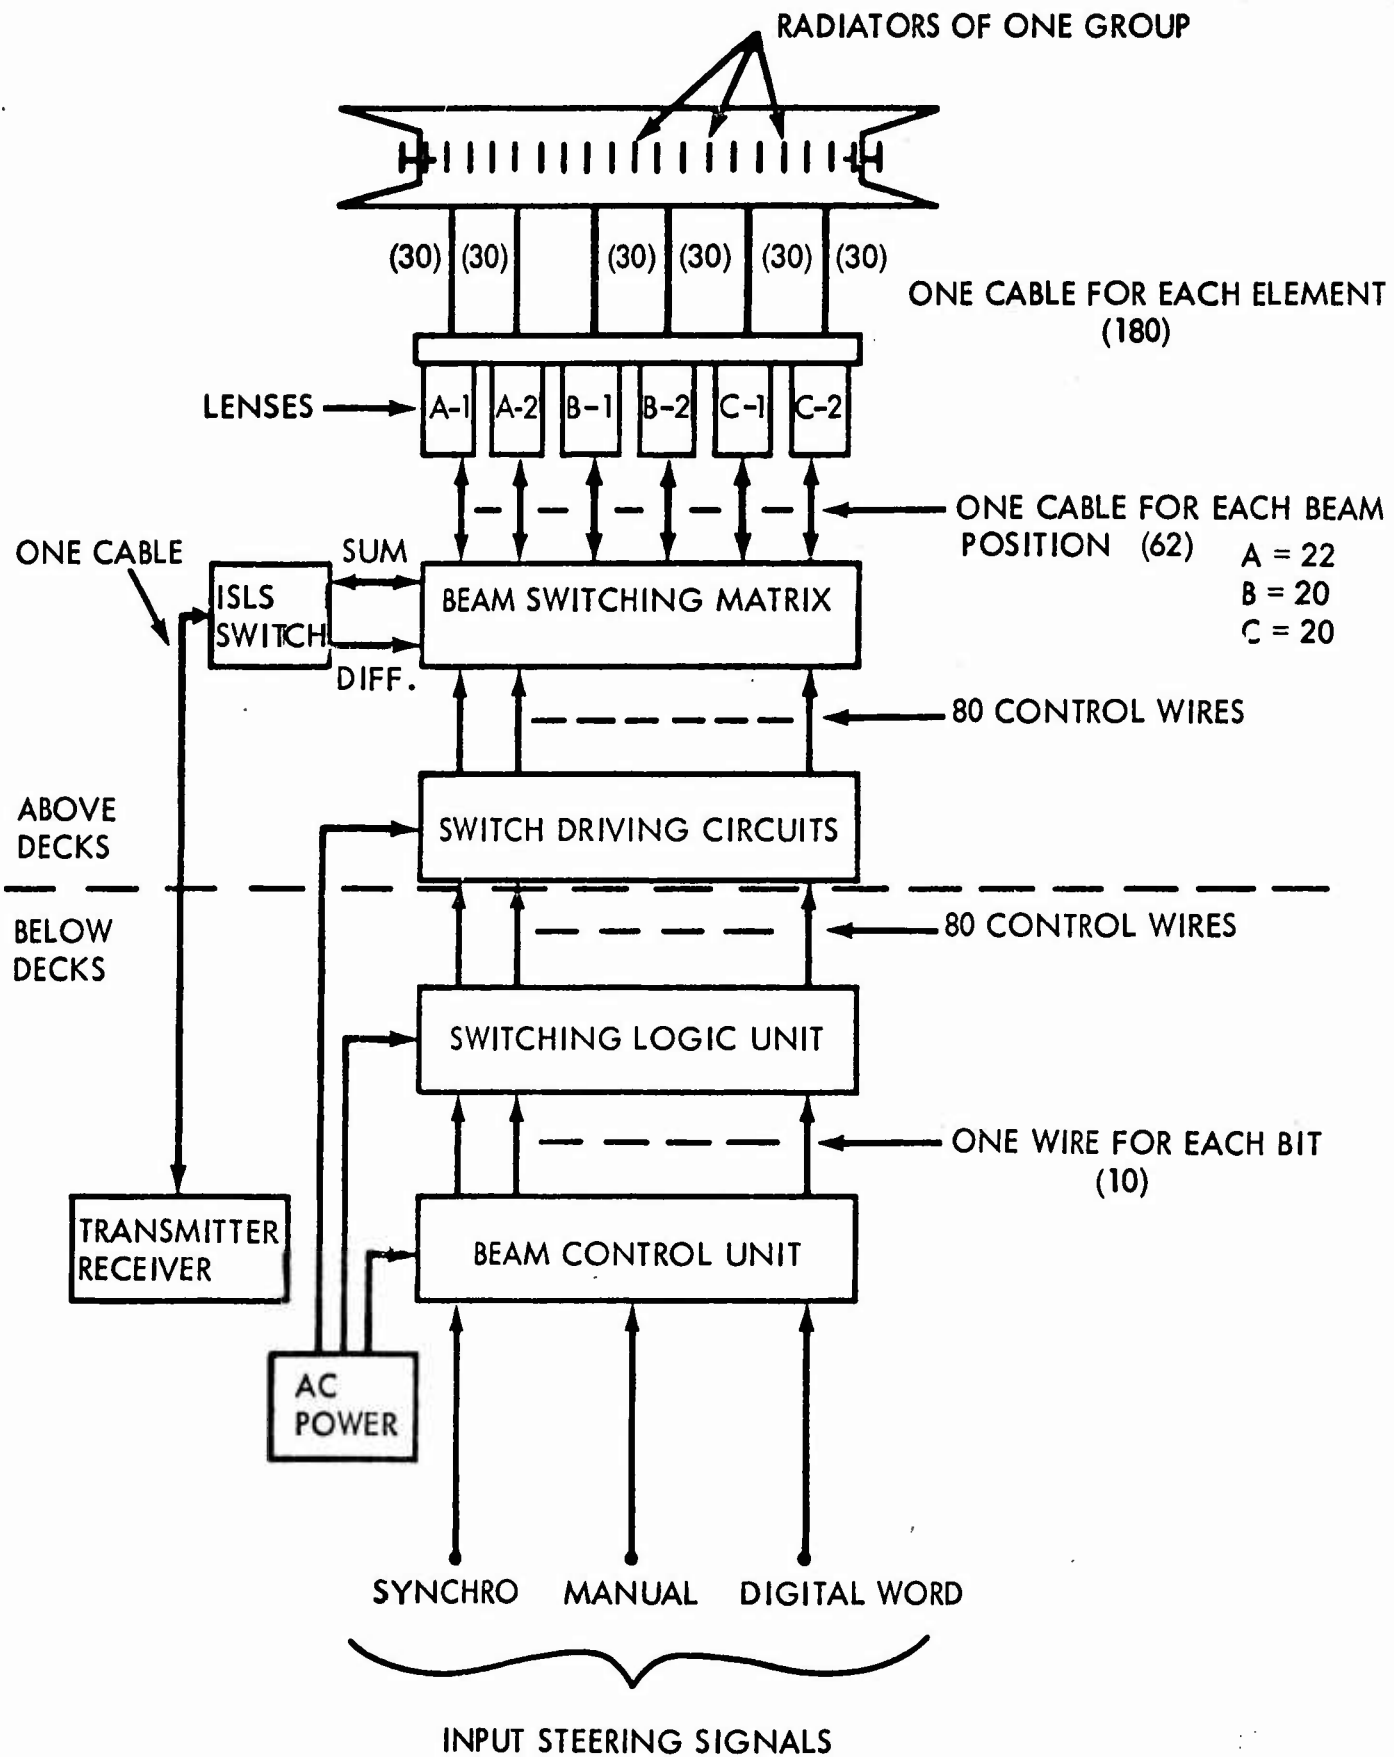 RADIATORS OF ONE GROUP
(30) (30) (30) (30) (30) (30)
ONE CABLE FOR EACH ELEMENT
(180)
LENSES
A-1 A-2 B-1 B-2 C-1 C-2
ONE CABLE FOR EACH BEAM
POSITION (62)
A = 22
B = 20
C = 20
ONE CABLE
SUM
ISLS
SWITCH
DIFF.
BEAM SWITCHING MATRIX
80 CONTROL WIRES
ABOVE
DECKS
SWITCH DRIVING CIRCUITS
BELOW
DECKS
80 CONTROL WIRES
SWITCHING LOGIC UNIT
ONE WIRE FOR EACH BIT
(10)
TRANSMITTER
RECEIVER
BEAM CONTROL UNIT
AC
POWER
SYNCHRO MANUAL DIGITAL WORD
INPUT STEERING SIGNALS